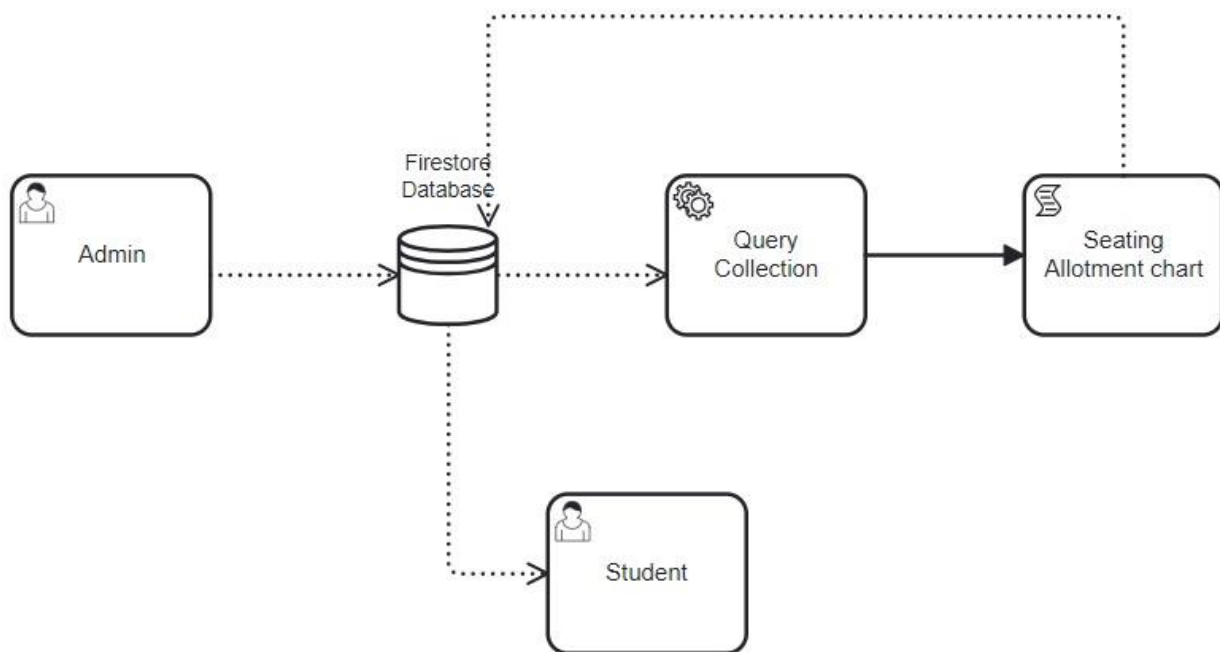 Firestore
Database
Admin
Query
Collection
Seating
Allotment chart
Student